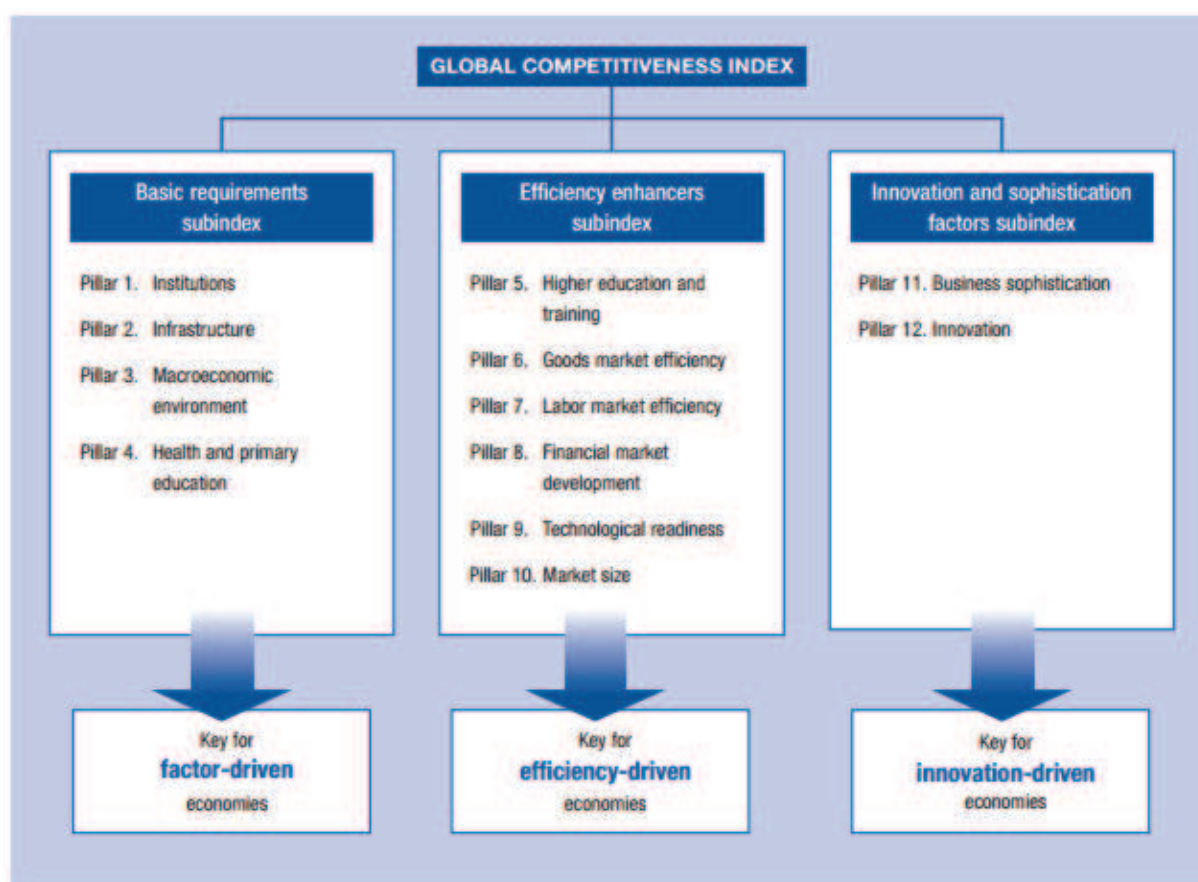 GLOBAL COMPETITIVENESS INDEX
Basic requirements
subindex
Pillar 1. Institutions
Pillar 2. Infrastructure
Pillar 3. Macroeconomic
environment
Pillar 4. Health and primary
education
Key for
factor-driven
economies
Efficiency enhancers
subindex
Pillar 5. Higher education and
training
Pillar 6. Goods market efficiency
Pillar 7. Labor market efficiency
Pillar 8. Financial market
development
Pillar 9. Technological readiness
Pillar 10. Market size
Key for
efficiency-driven
economies
Innovation and sophistication
factors subindex
Pillar 11. Business sophistication
Pillar 12. Innovation
Key for
innovation-driven
economies